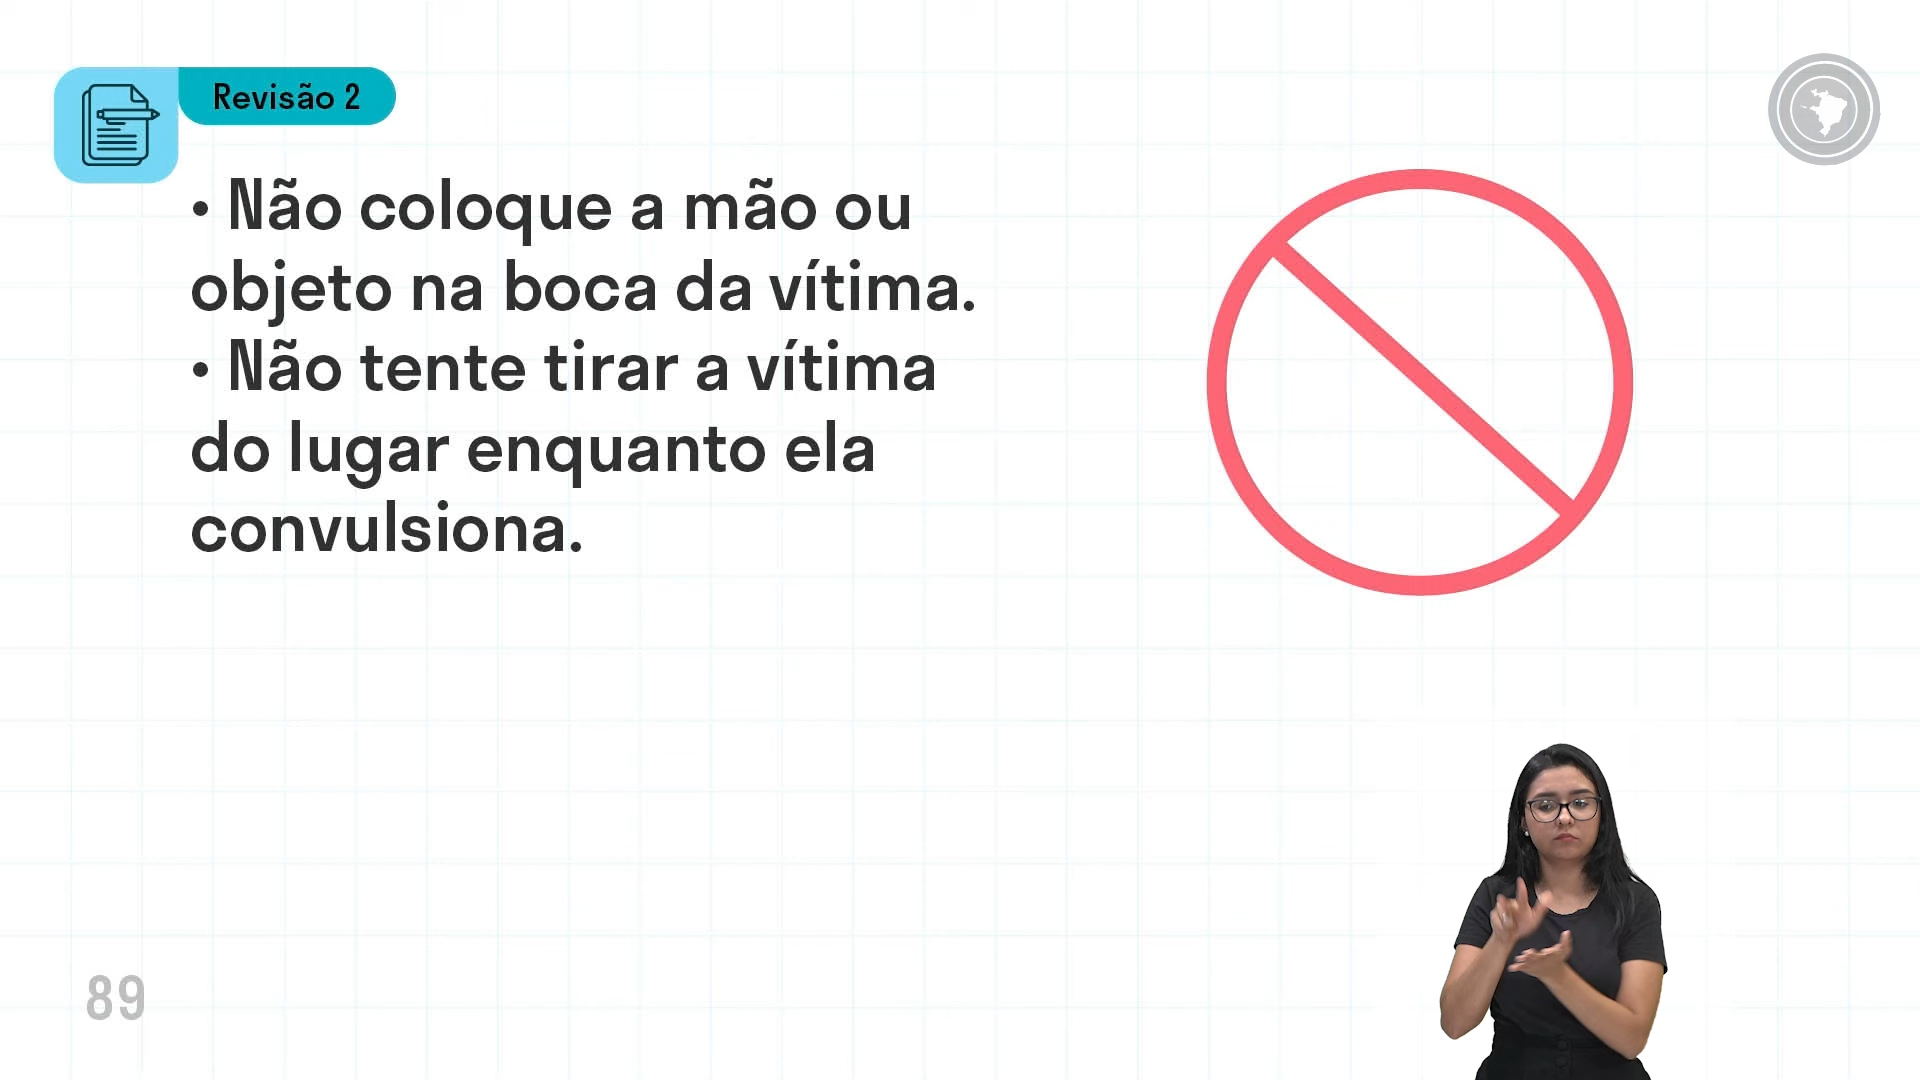 Revisão 2
• Não coloque a mão ou
objeto na boca da vítima.
• Não tente tirar a vítima
do lugar enquanto ela
convulsiona.
89